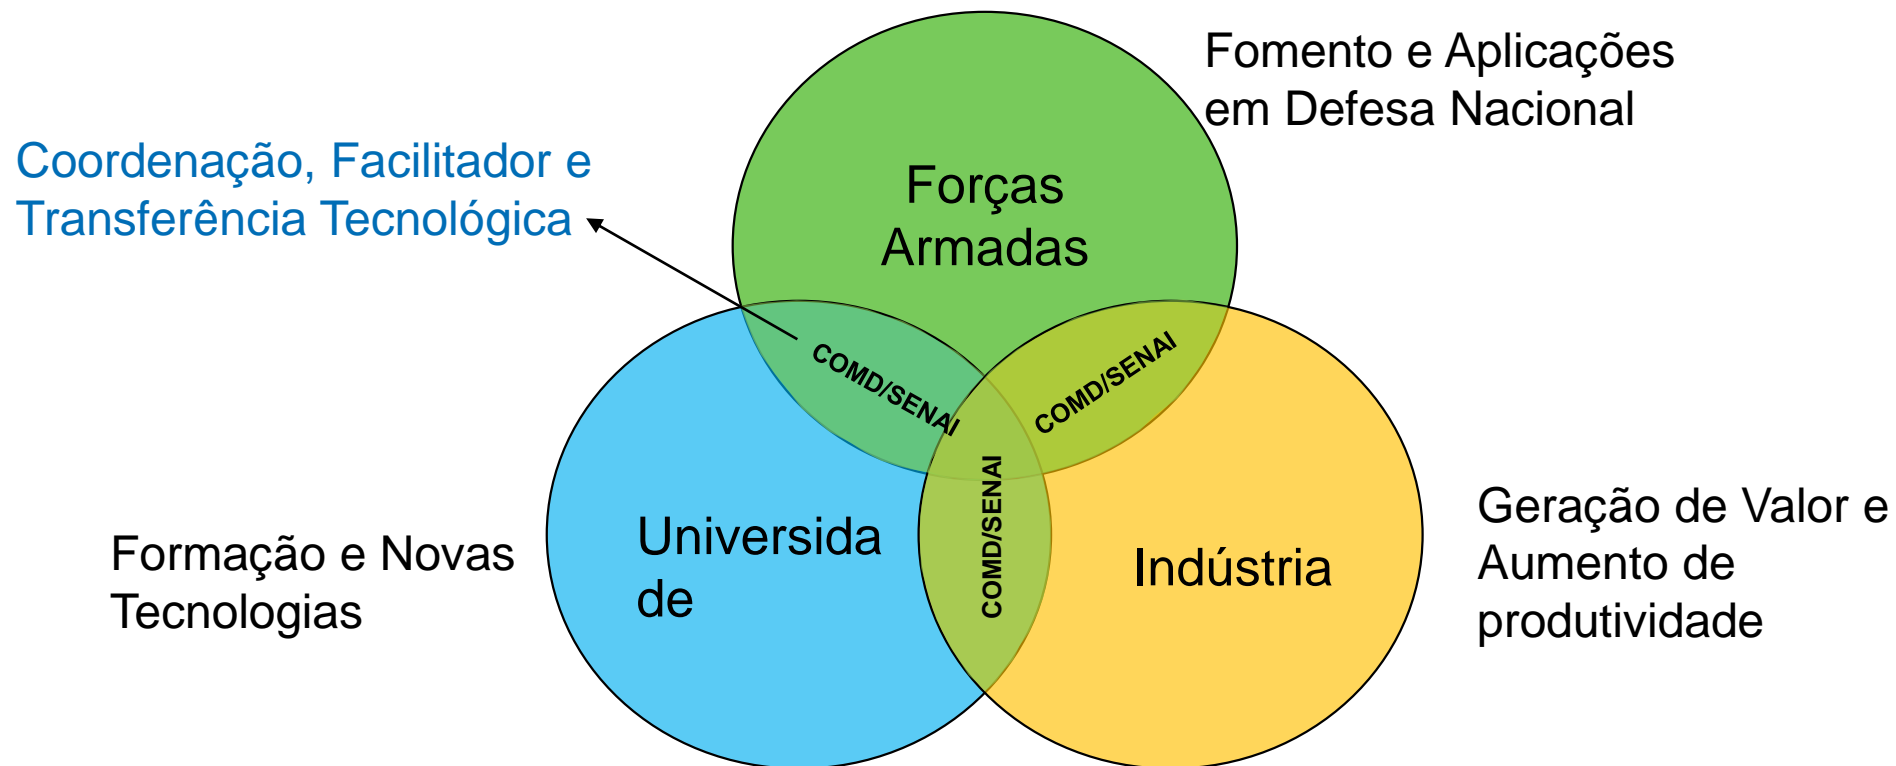 Fomento e Aplicações
em Defesa Nacional
Coordenação, Facilitador e
Transferência Tecnológica
Forças
Armadas
COMD/SENAI
COMD/SENAI
COMD/SENAI
Formação e Novas
Tecnologias
Universida
de
Indústria
Geração de Valor e
Aumento de
produtividade